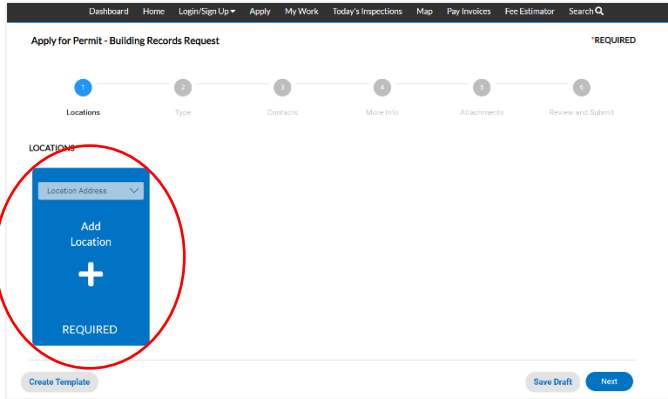 Dashboard Home Login/Sign Up Apply My Work Today's Inspections Map Pay Invoices Fee Estimator Search
Apply for Permit - Building Records Request *REQUIRED
1 2 3 4 5 6
Locations Type Contacts More Info Attachments Review and Submit
LOCATIONS
Location Address
Add
Location
REQUIRED
Create Template Save Draft Next